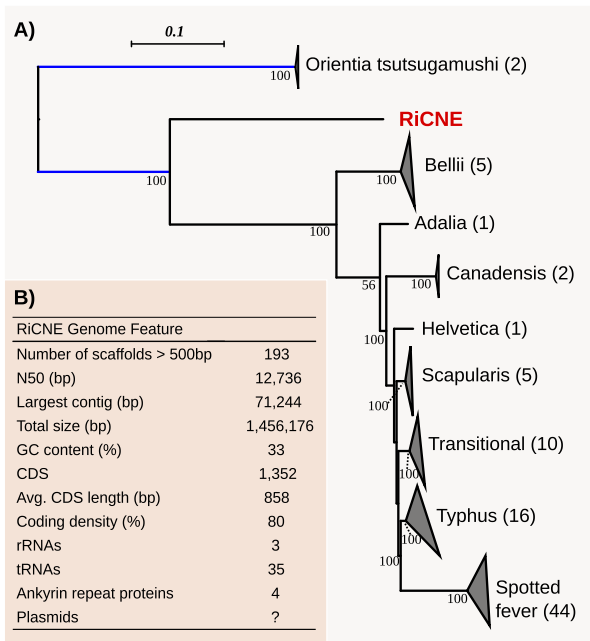 A)
0.1
100
Orientia tsutsugamushi (2)
RiCNE
100
Bellii (5)
100
100
Adalia (1)
Canadensis (2)
100
56
Helvetica (1)
100
Scapularis (5)
100
Transitional (10)
100
Typhus (16)
100
100
Spotted
fever (44)
100
B)
RiCNE Genome Feature
Number of scaffolds > 500bp 193
N50 (bp) 12,736
Largest contig (bp) 71,244
Total size (bp) 1,456,176
GC content (%) 33
CDS 1,352
Avg. CDS length (bp) 858
Coding density (%) 80
rRNAs 3
tRNAs 35
Ankyrin repeat proteins 4
Plasmids ?